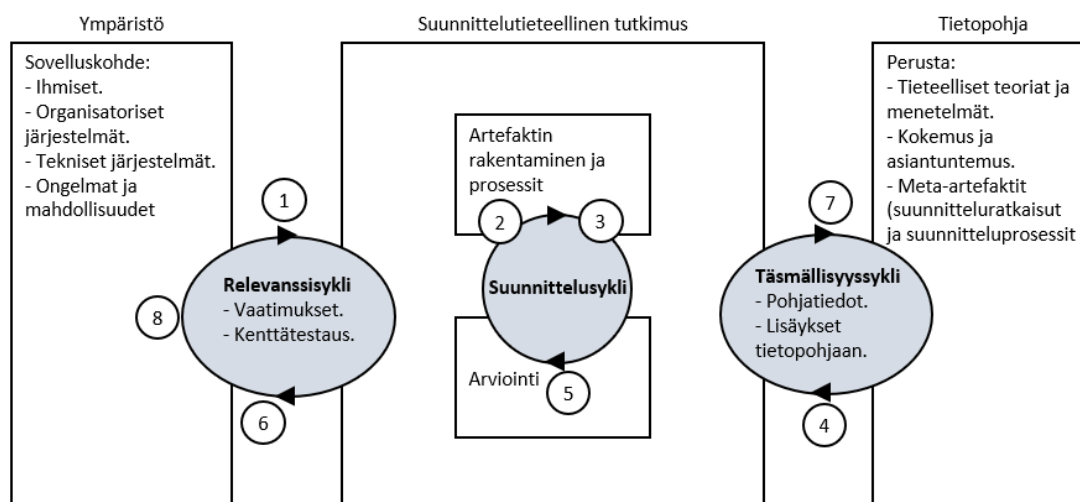 Ympäristö
Suunnittelutieteellinen tutkimus
Tietopohja
Sovelluskohde:
- Ihmiset.
- Organisatoriset
järjestelmät.
- Tekniset järjestelmät.
- Ongelmat ja
mahdollisuudet
1
Relevanssisykli
- Vaatimukset.
- Kenttätestaus.
8
6
Artefaktin
rakentaminen ja
prosessit
2
3
Suunnittelusykli
Arviointi
5
Perusta:
- Tieteelliset teoriat ja
menetelmät.
- Kokemus ja
asiantuntemus.
- Meta-artefaktit
(suunnitteluratkaisut
ja suunnitteluprosessit
7
Täsmällisyyssykli
- Pohjatiedot.
- Lisäykset
tietopohjaan.
4